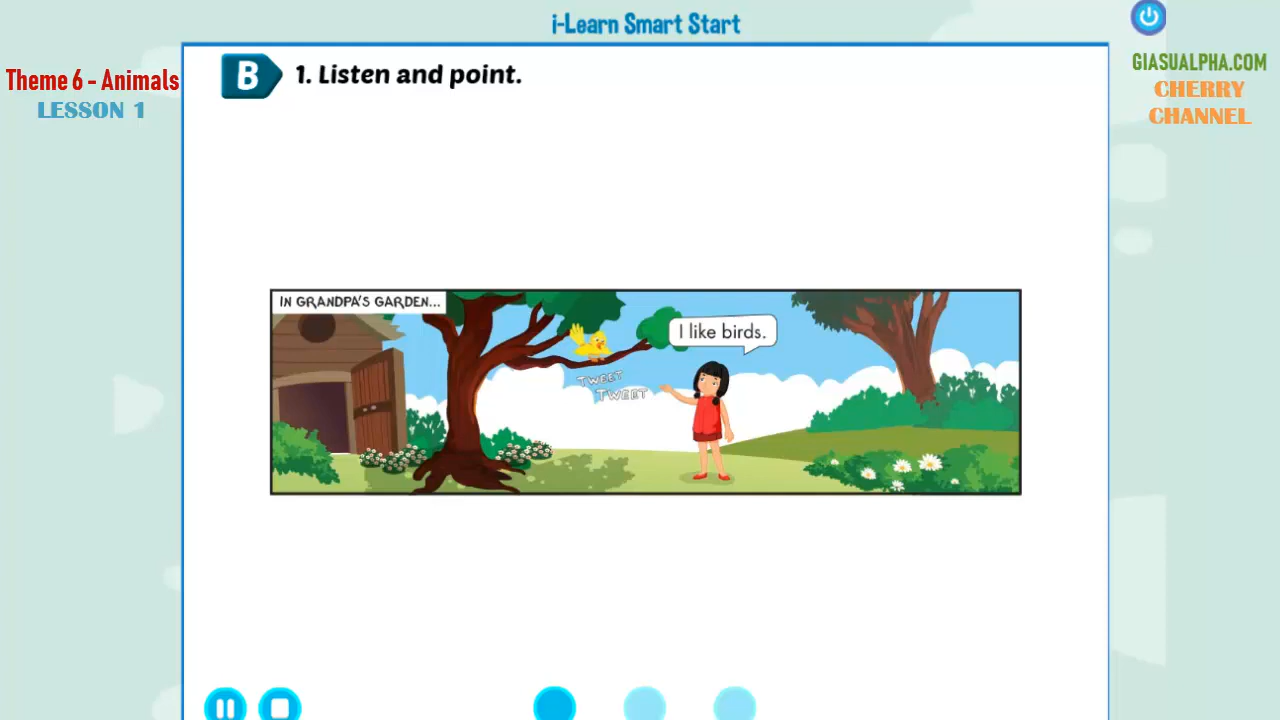 i-Learn Smart Start
Theme 6 - Animals
LESSON 1
B 1. Listen and point.
GIASUALPHA.COM
CHERRY
CHANNEL
IN GRANDPA'S GARDEN...
I like birds.
TWEET
TWEET